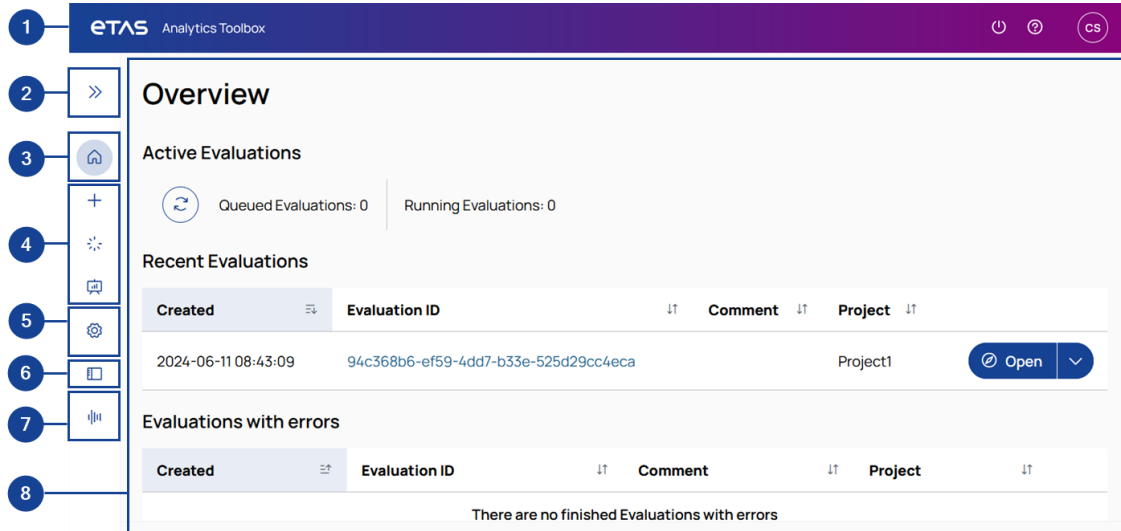 1
eTAS Analytics Toolbox CS
2
Overview
3
Active Evaluations
Queued Evaluations: 0 Running Evaluations: 0
4
Recent Evaluations
Created Evaluation ID Comment Project
5
2024-06-11 08:43:09 94c368b6-ef59-4dd7-b33e-525d29cc4eca Project1 Open
6
7
Evaluations with errors
Created Evaluation ID Comment Project
8
There are no finished Evaluations with errors